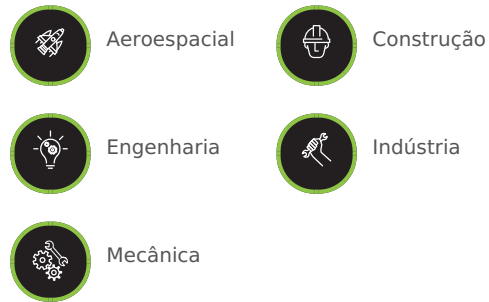 Aeroespacial
Construção
Engenharia
Indústria
Mecânica